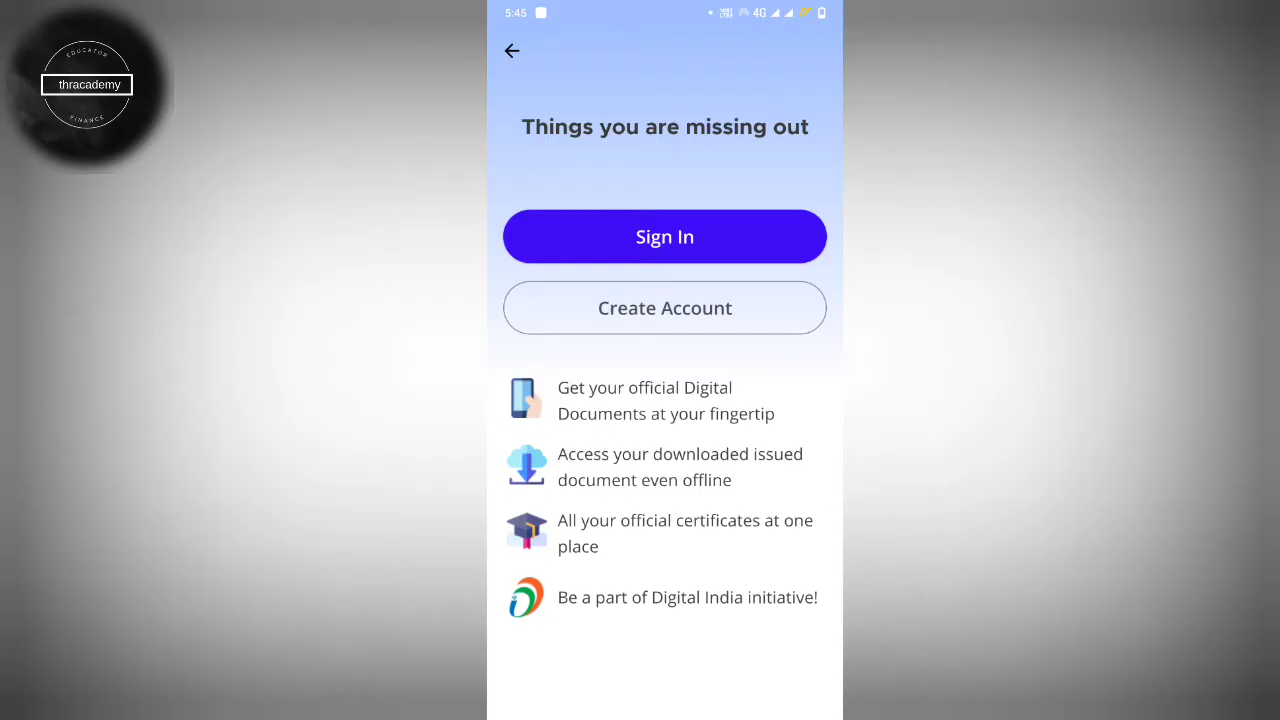 EDUCATOR
thracademy
FINANCE
5:45
4G
Things you are missing out
Sign In
Create Account
Get your official Digital
Documents at your fingertip
Access your downloaded issued
document even offline
All your official certificates at one
place
Be a part of Digital India initiative!